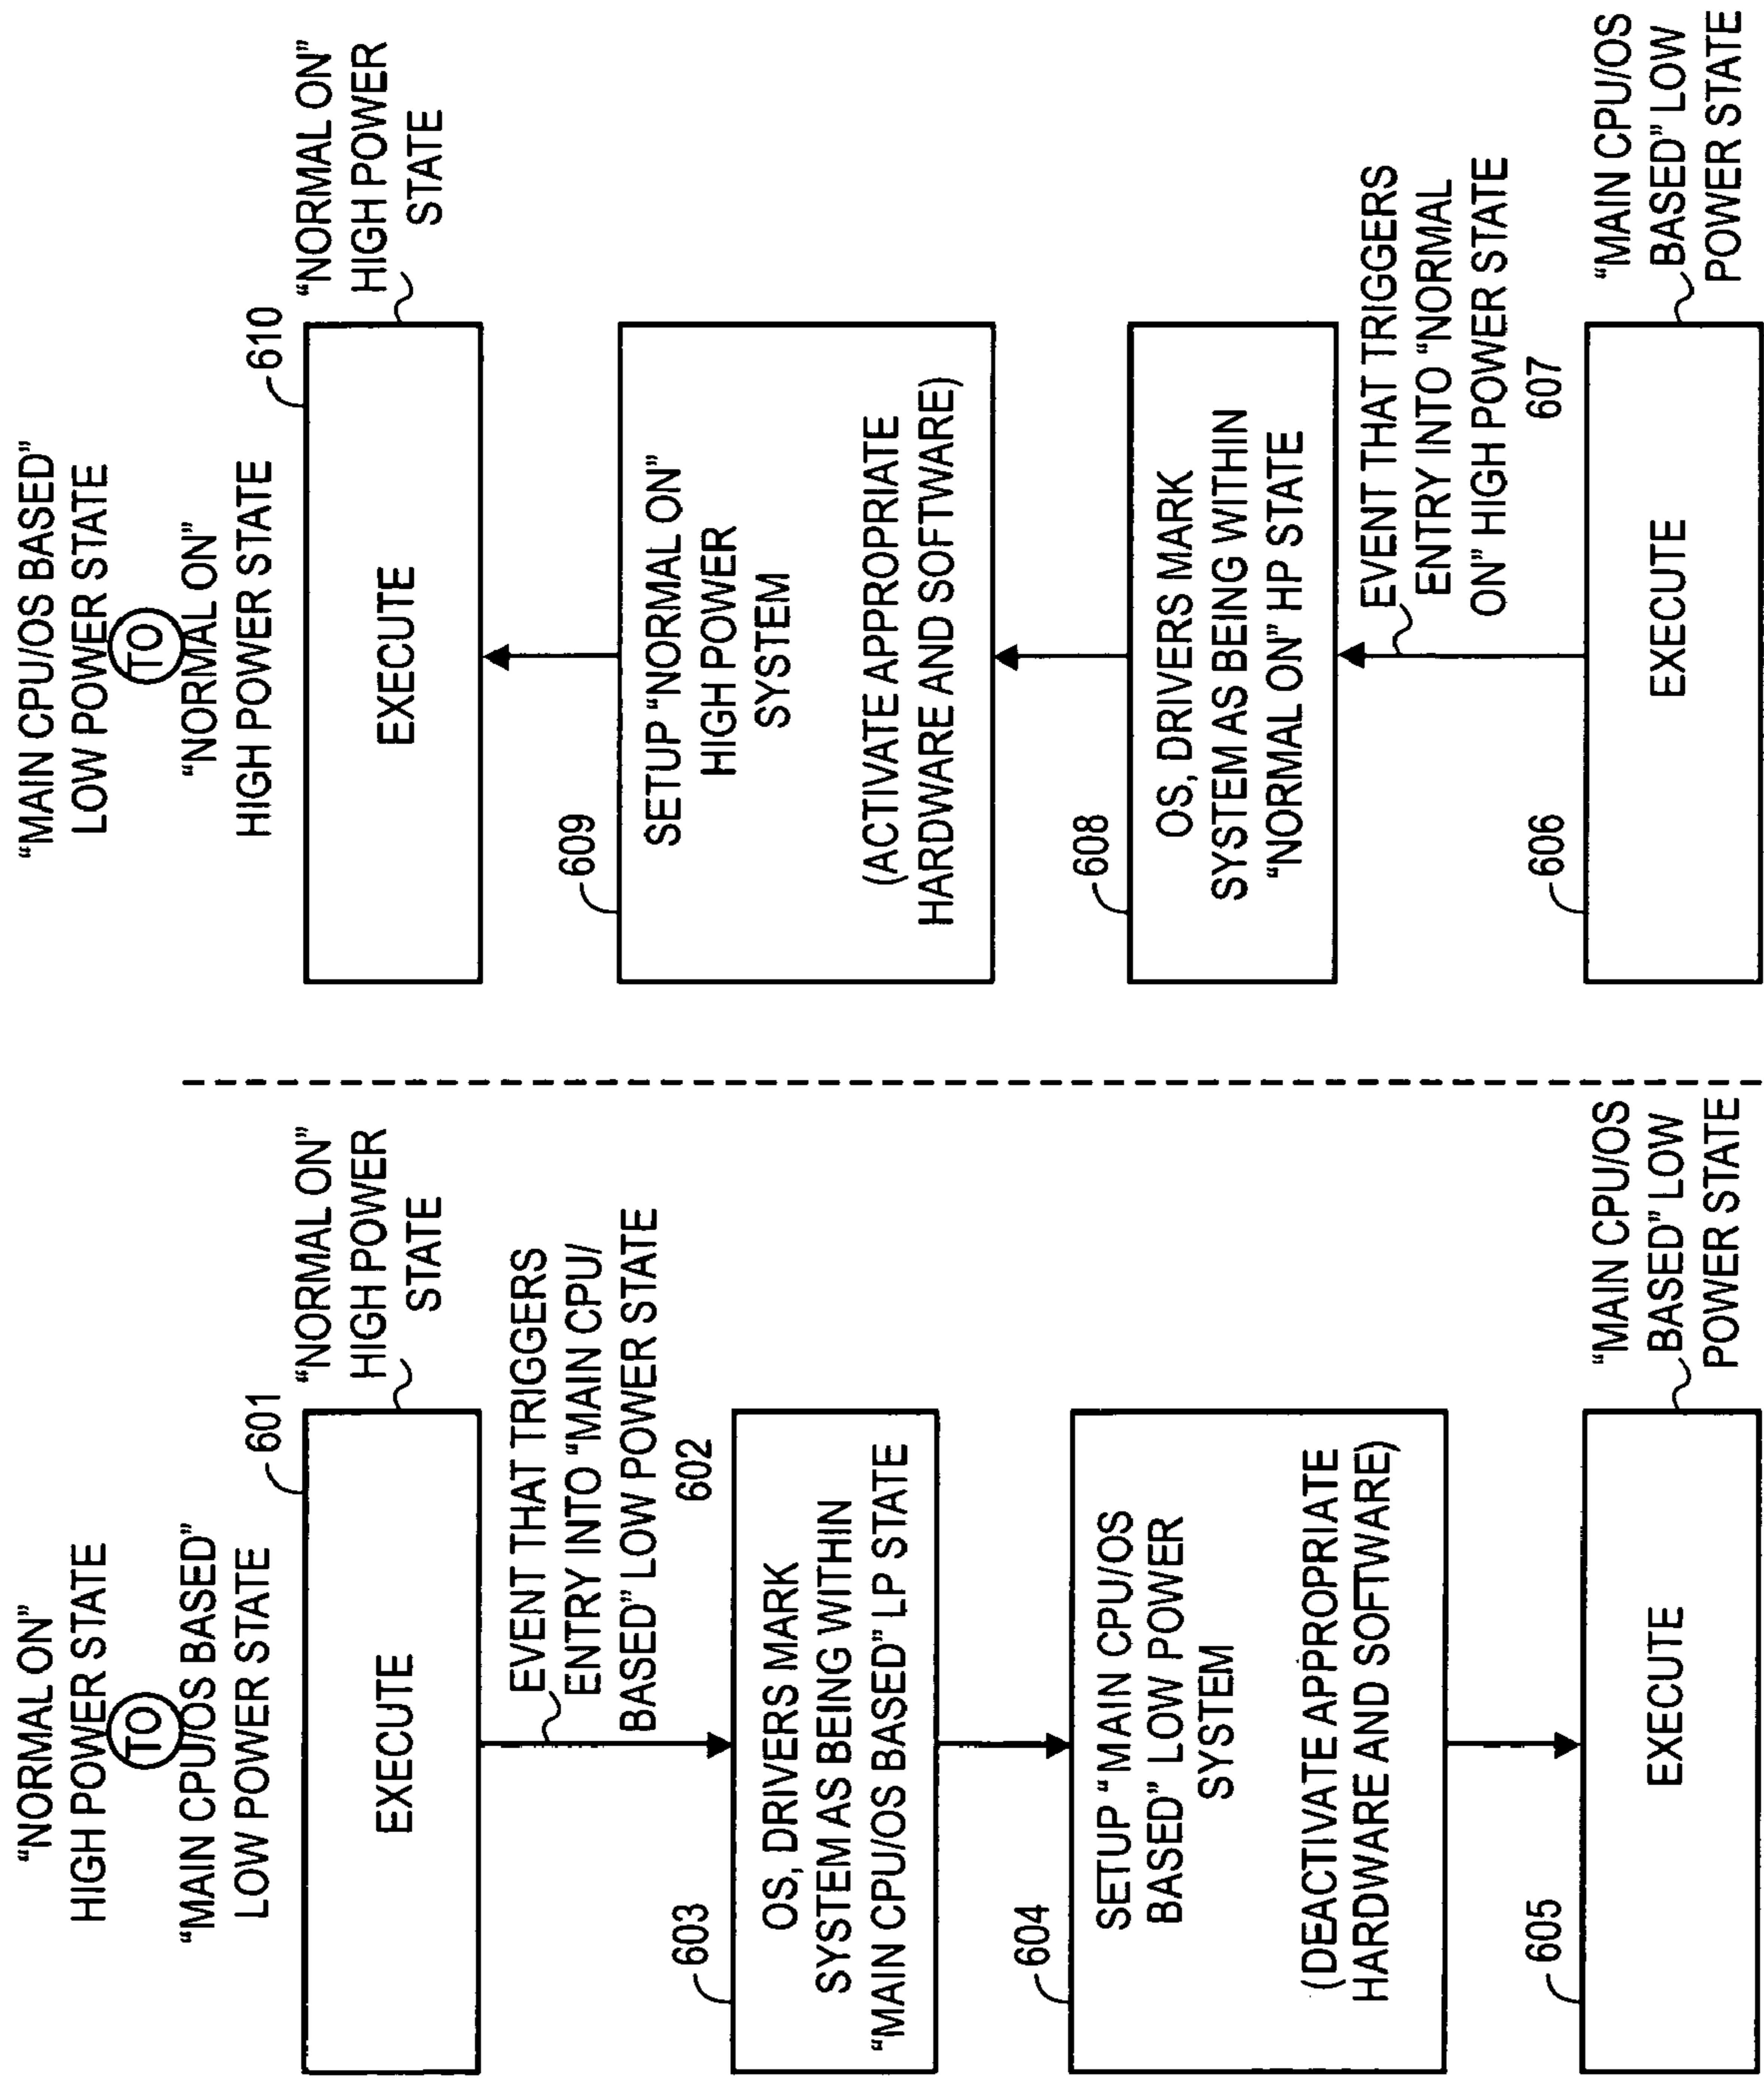 “NORMAL ON”
HIGH POWER STATE
TO
“MAIN CPU/OS BASED”
LOW POWER STATE
601
“NORMAL ON”
HIGH POWER
STATE
EXECUTE
EVENT THAT TRIGGERS
ENTRY INTO “MAIN CPU/
BASED” LOW POWER STATE
602
603
OS, DRIVERS MARK
SYSTEM AS BEING WITHIN
“MAIN CPU/OS BASED” LP STATE
604
SETUP “MAIN CPU/OS
BASED” LOW POWER
SYSTEM
(DEACTIVATE APPROPRIATE
HARDWARE AND SOFTWARE)
605
EXECUTE
“MAIN CPU/OS
BASED” LOW
POWER STATE
“MAIN CPU/OS BASED”
LOW POWER STATE
TO
“NORMAL ON”
HIGH POWER STATE
610
“NORMAL ON”
HIGH POWER
STATE
EXECUTE
609
SETUP “NORMAL ON”
HIGH POWER
SYSTEM
(ACTIVATE APPROPRIATE
HARDWARE AND SOFTWARE)
608
OS, DRIVERS MARK
SYSTEM AS BEING WITHIN
“NORMAL ON” HP STATE
EVENT THAT TRIGGERS
ENTRY INTO “NORMAL
ON” HIGH POWER STATE
607
606
EXECUTE
“MAIN CPU/OS
BASED” LOW
POWER STATE